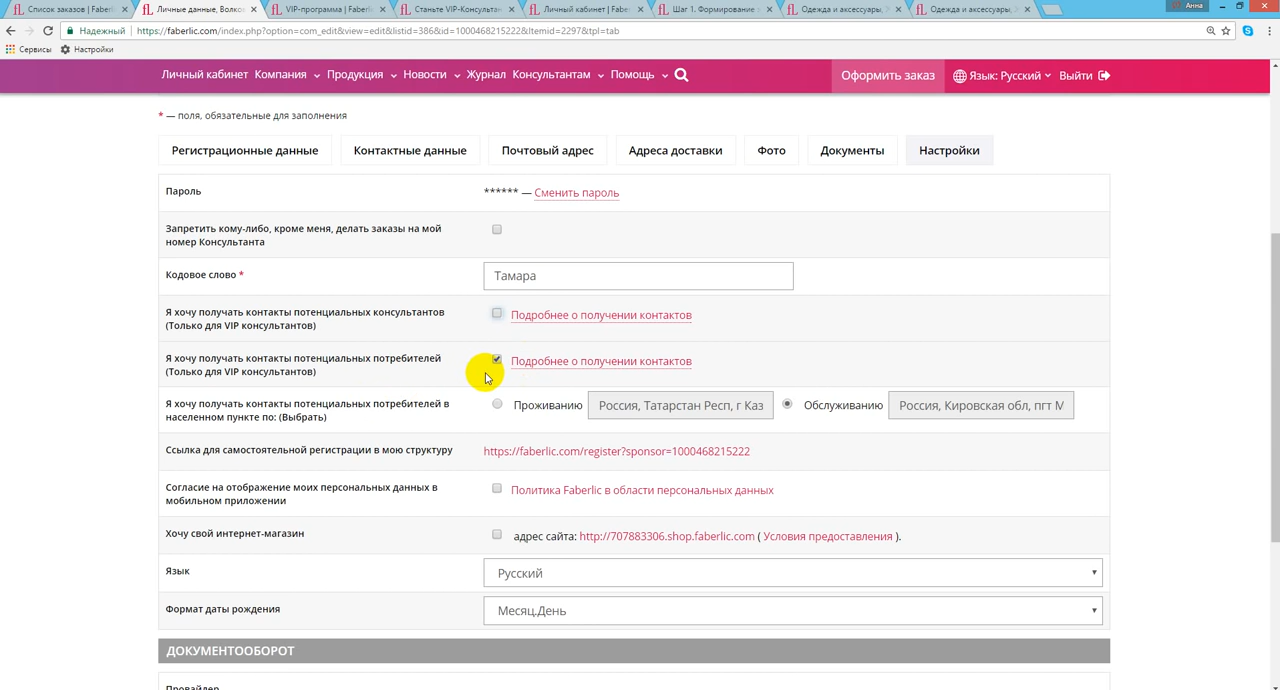 Список заказов | Faberl
Личные данные, Волко
VIP-программа | Faberli
Станьте VIP-Консультан
Личный кабинет | Faber
Шаг 1. Формирование
Одежда и аксессуары,
Одежда и аксессуары,
Анна
Надежный | https://faberlic.com/index.php?option=com_edit&view=edit&listid=386&id=1000468215222&Itemid=2297&tpl=tab
Сервисы Настройки
Личный кабинет Компания Продукция Новости Журнал Консультантам Помощь Оформить заказ Язык: Русский Выйти
* — поля, обязательные для заполнения
Регистрационные данные Контактные данные Почтовый адрес Адреса доставки Фото Документы Настройки
Пароль ****** — Сменить пароль
Запретить кому-либо, кроме меня, делать заказы на мой
номер Консультанта
Кодовое слово * Тамара
Я хочу получать контакты потенциальных консультантов
(Только для VIP консультантов)
Подробнее о получении контактов
Я хочу получать контакты потенциальных потребителей
(Только для VIP консультантов)
Подробнее о получении контактов
Я хочу получать контакты потенциальных потребителей в
населенном пункте по: (Выбрать)
Проживанию Россия, Татарстан Респ, г Каз Обслуживанию Россия, Кировская обл, пгт М
Ссылка для самостоятельной регистрации в мою структуру https://faberlic.com/register?sponsor=1000468215222
Согласие на отображение моих персональных данных в
мобильном приложении
Политика Faberlic в области персональных данных
Хочу свой интернет-магазин адрес сайта: http://707883306.shop.faberlic.com ( Условия предоставления ).
Язык Русский
Формат даты рождения Месяц.День
ДОКУМЕНТООБОРОТ
Провайдер